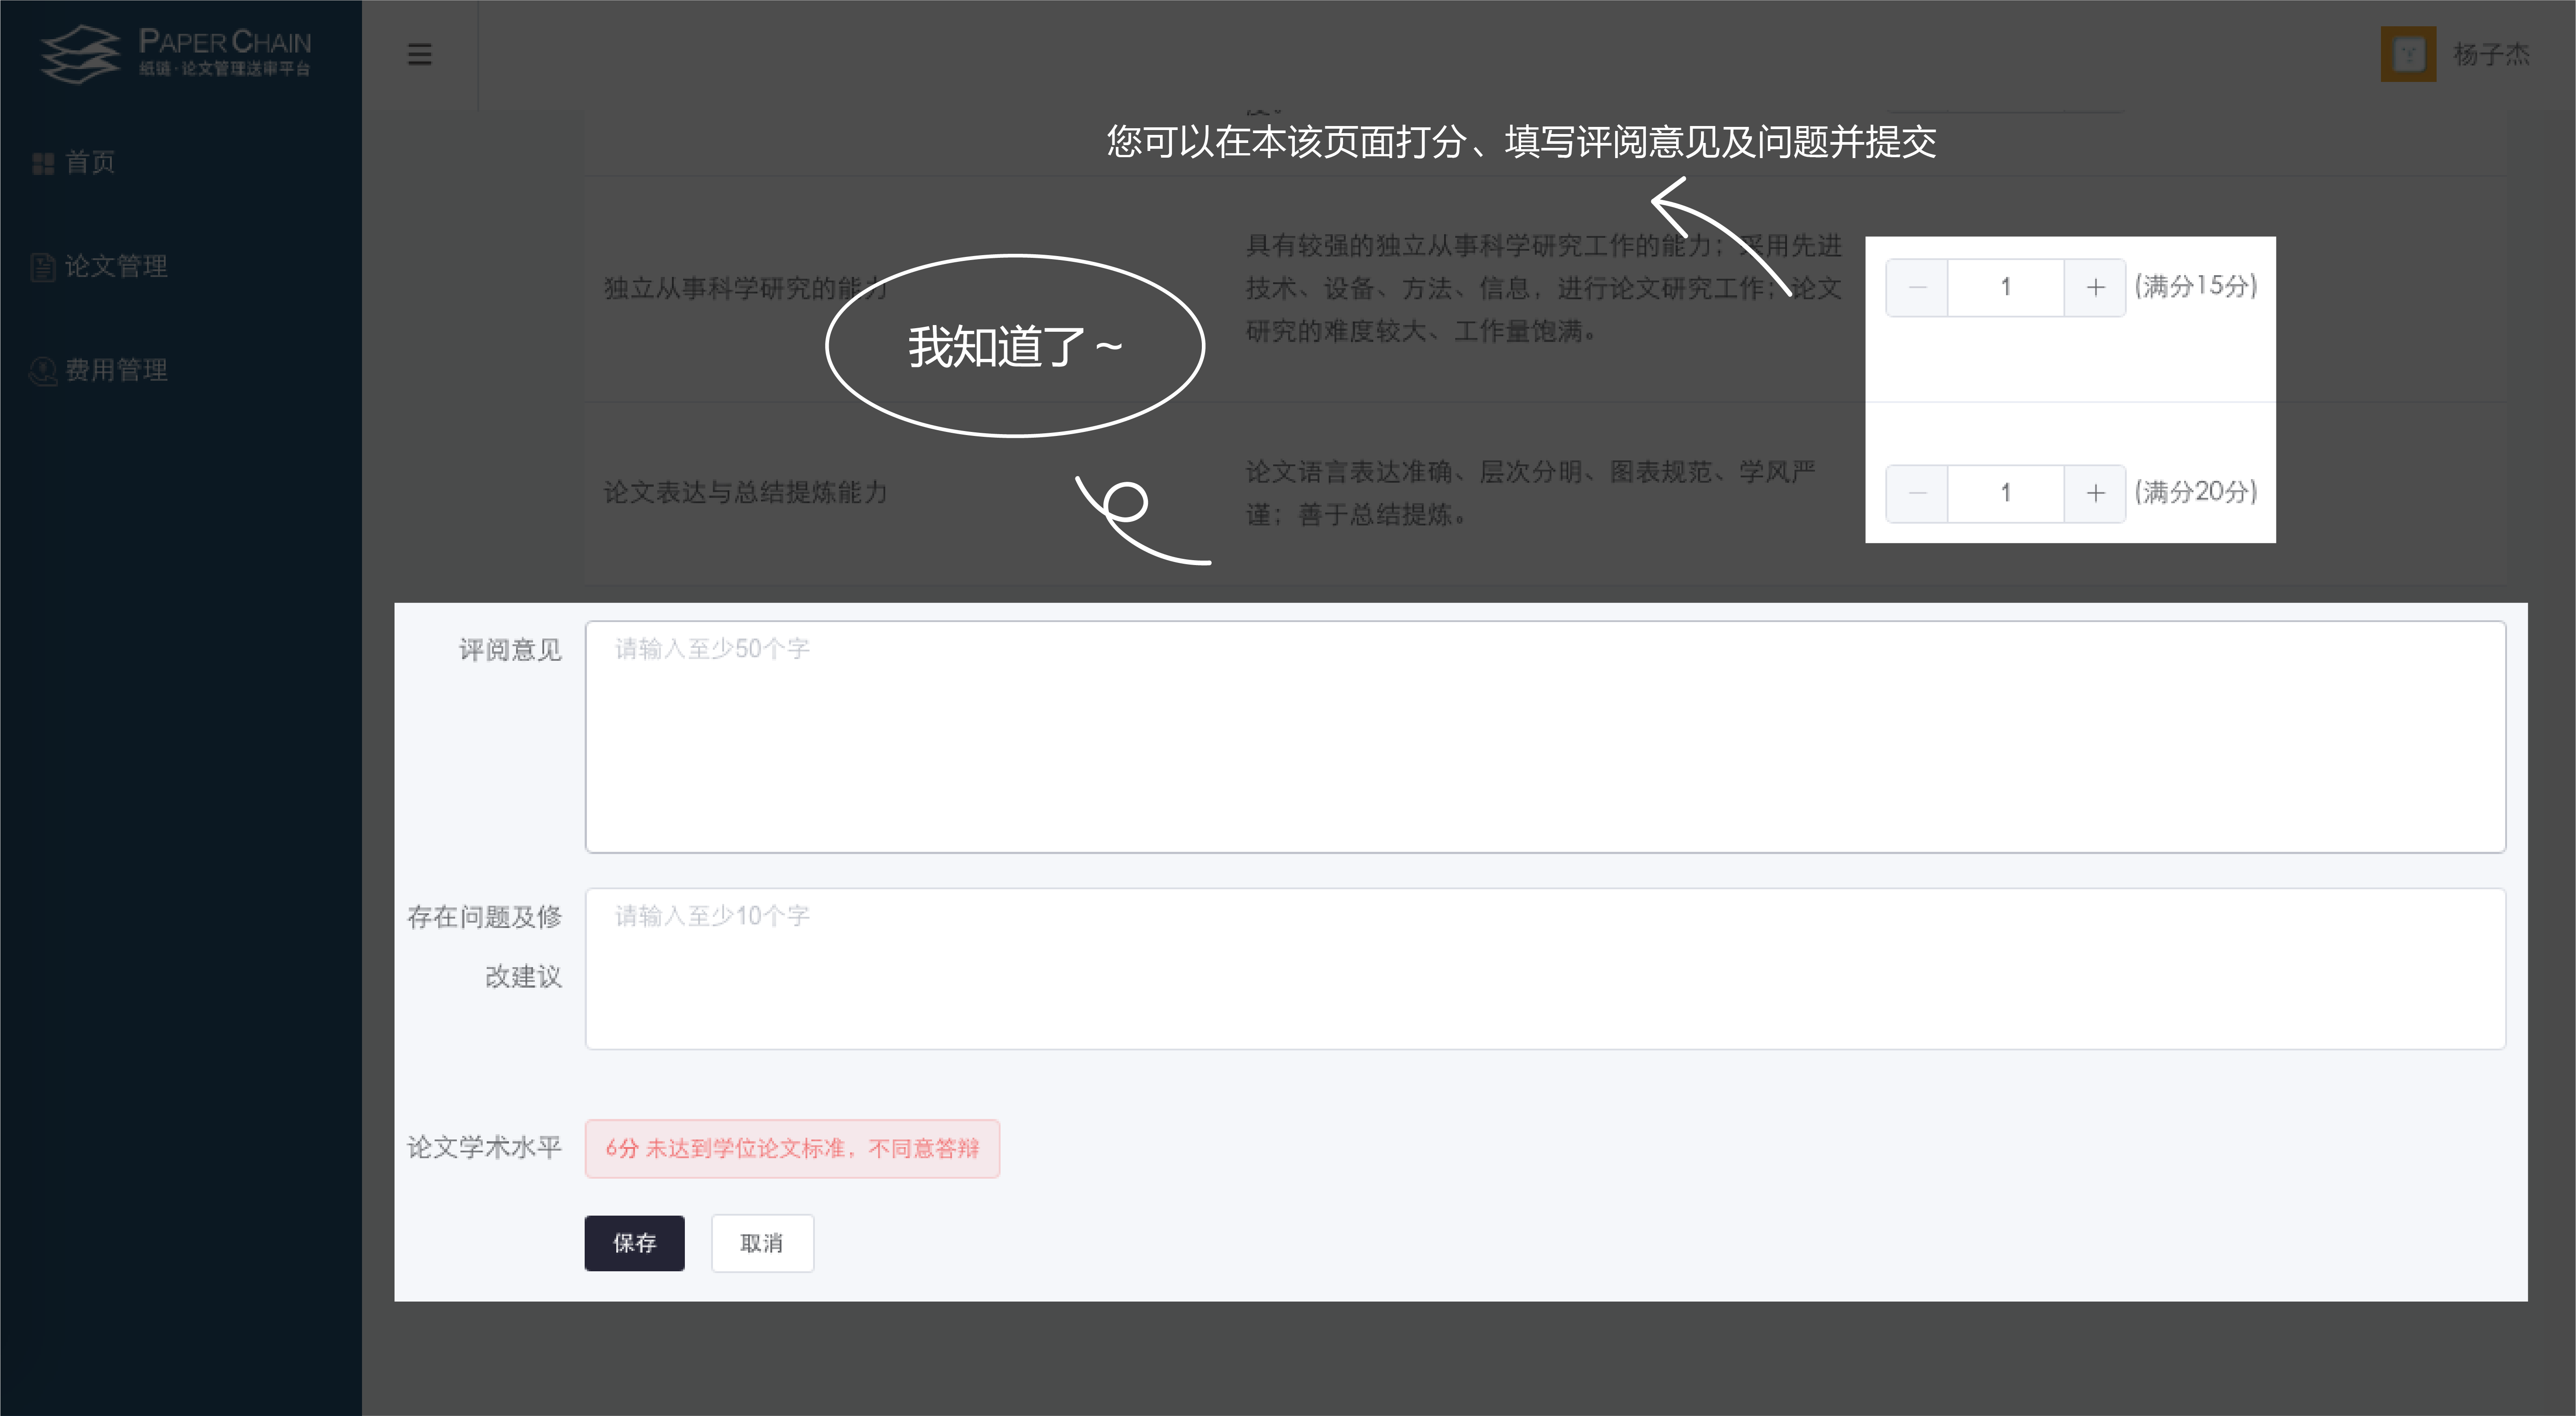 PAPER CHAIN
纸链·论文管理送审平台
杨子杰
首页
论文管理
费用管理
您可以在本该页面打分、填写评阅意见及问题并提交
独立从事科学研究的能力
具有较强的独立从事科学研究工作的能力；采用先进
技术、设备、方法、信息，进行论文研究工作；论文
研究的难度较大、工作量饱满。
1
(满分15分)
我知道了~
论文表达与总结提炼能力
论文语言表达准确、层次分明、图表规范、学风严
谨；善于总结提炼。
1
(满分20分)
评阅意见
请输入至少50个字
存在问题及修
改建议
请输入至少10个字
论文学术水平
6分 未达到学位论文标准，不同意答辩
保存
取消